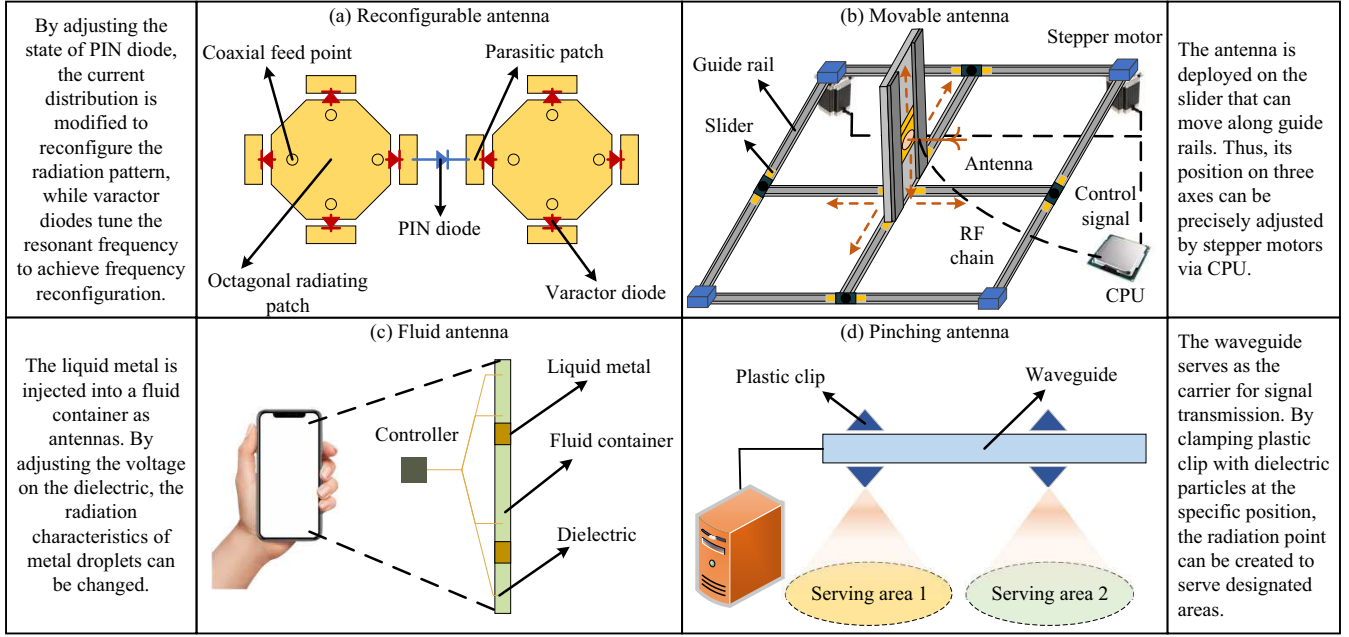 By adjusting the
state of PIN diode,
the current
distribution is
modified to
reconfigure the
radiation pattern,
while varactor
diodes tune the
resonant frequency
to achieve frequency
reconfiguration.
(a) Reconfigurable antenna
Coaxial feed point
Parasitic patch
PIN diode
Octagonal radiating
patch
Varactor diode
(b) Movable antenna
Stepper motor
Guide rail
Slider
Antenna
Control
signal
RF
chain
CPU
The antenna is
deployed on the
slider that can
move along guide
rails. Thus, its
position on three
axes can be
precisely adjusted
by stepper motors
via CPU.
The liquid metal is
injected into a fluid
container as
antennas. By
adjusting the voltage
on the dielectric, the
radiation
characteristics of
metal droplets can
be changed.
(c) Fluid antenna
Liquid metal
Controller
Fluid container
Dielectric
(d) Pinching antenna
Plastic clip
Waveguide
Serving area 1
Serving area 2
The waveguide
serves as the
carrier for signal
transmission. By
clamping plastic
clip with dielectric
particles at the
specific position,
the radiation point
can be created to
serve designated
areas.